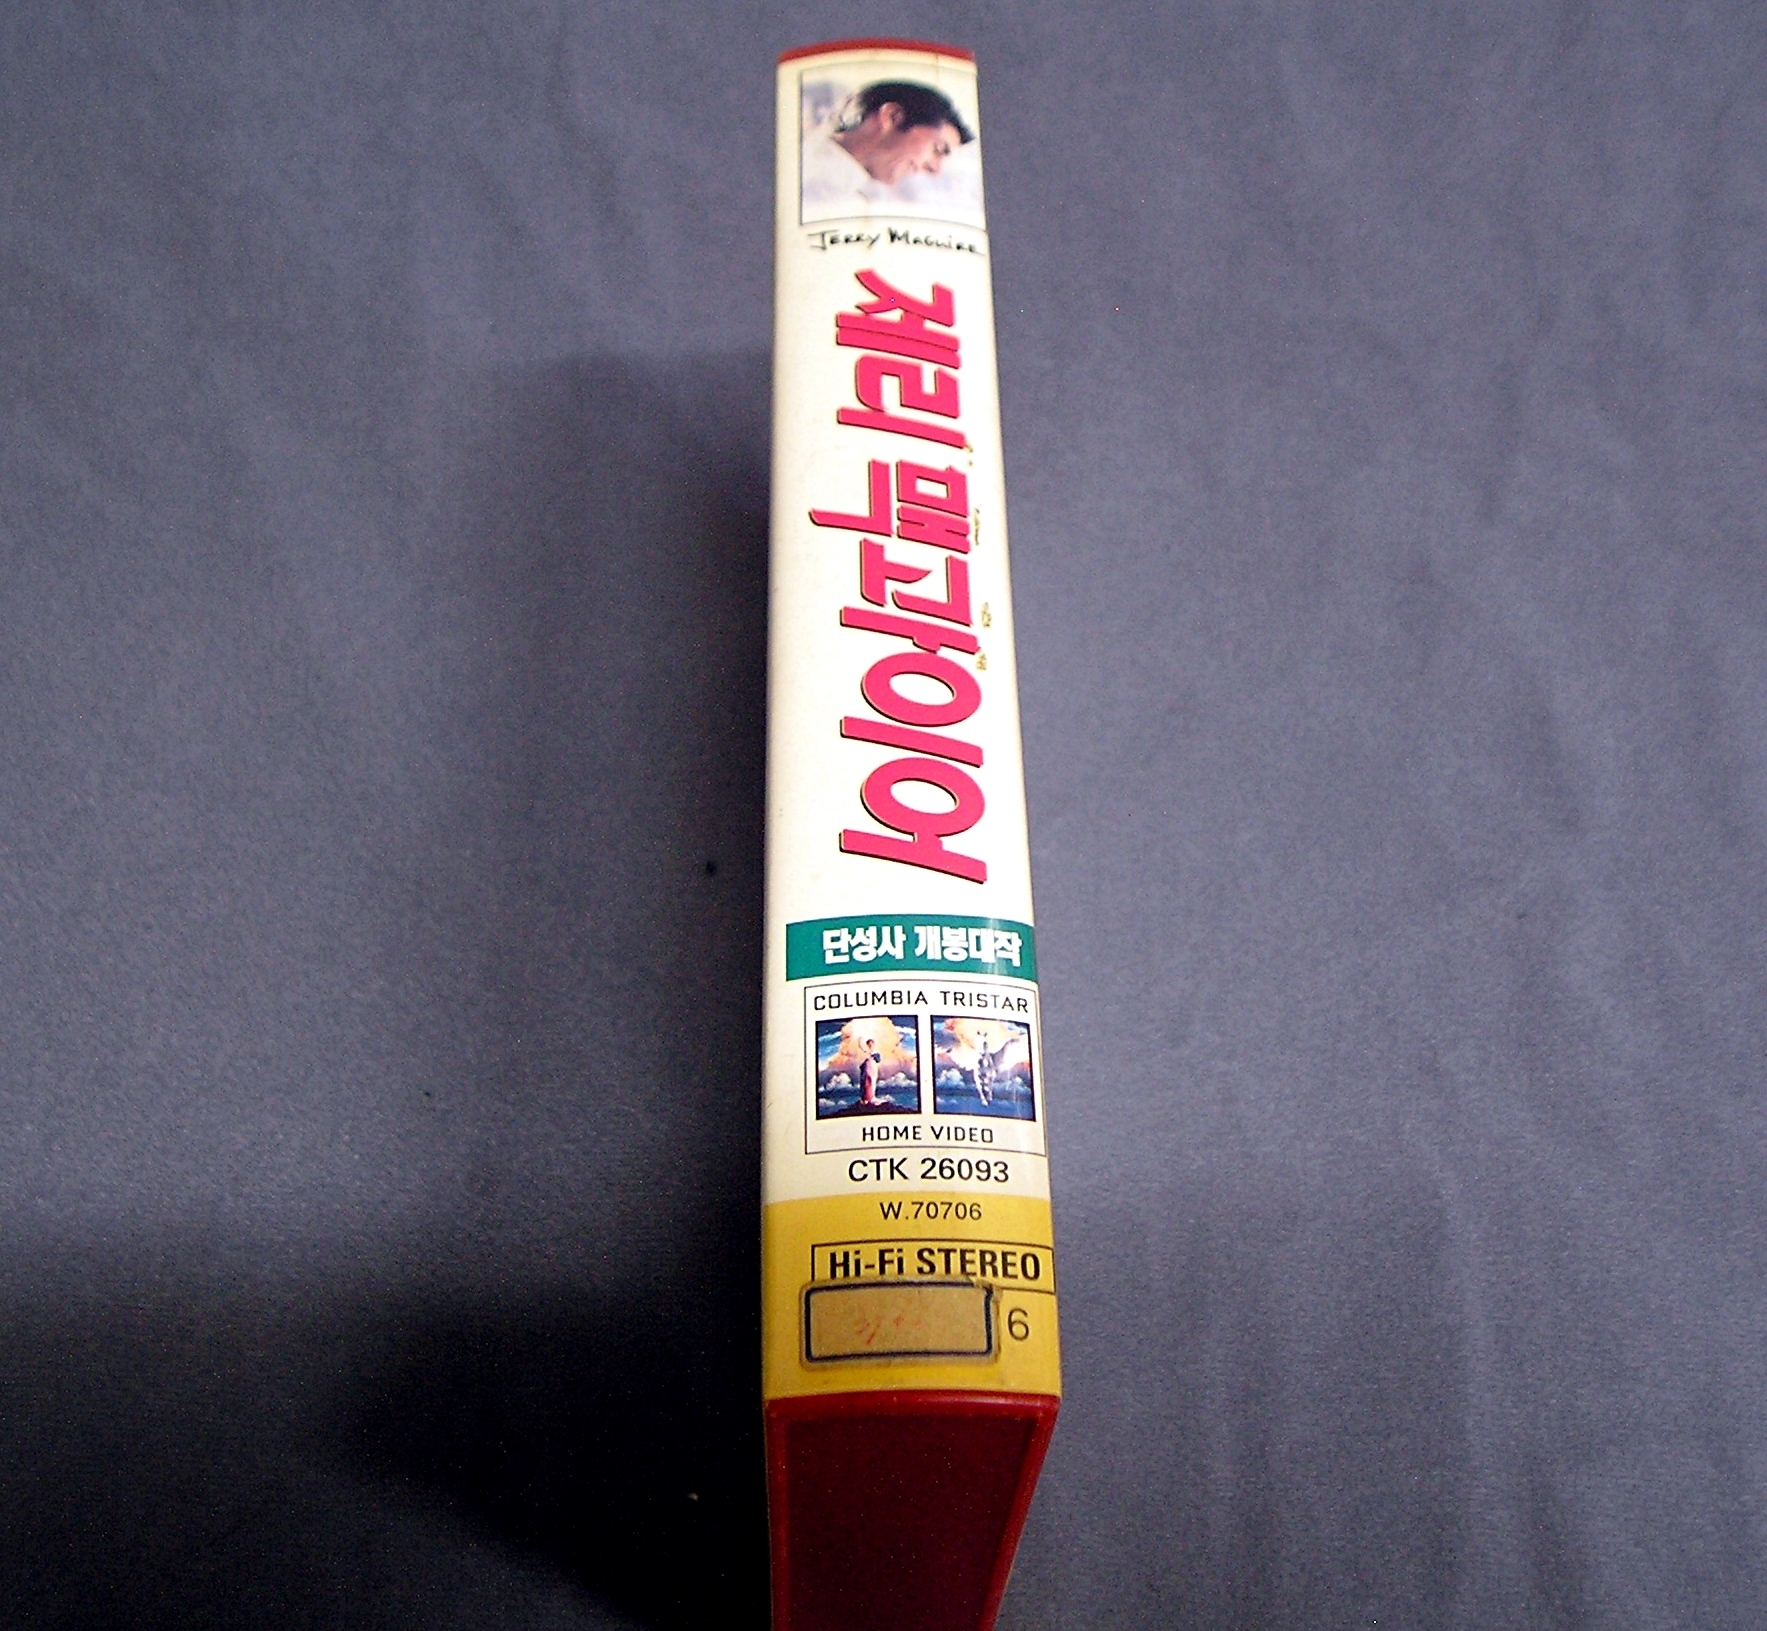 Jerry Maguire
제리 맥과이어
단성사 개봉대작
COLUMBIA TRISTAR
HOME VIDEO
CTK 26093
W.70706
Hi-Fi STEREO
6